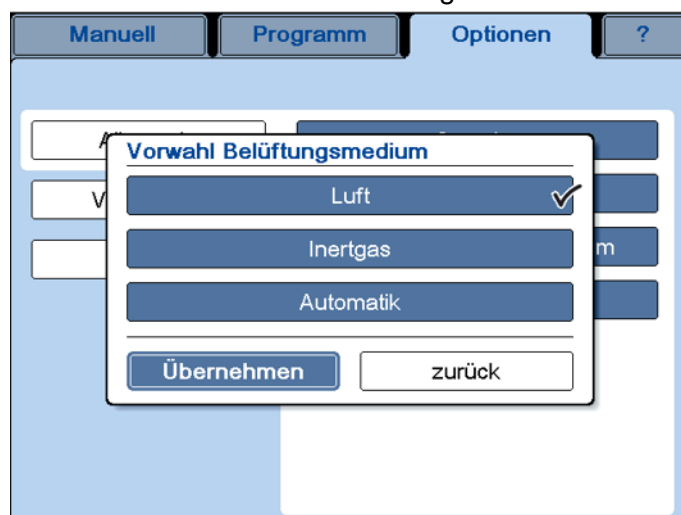 Manuell Programm Optionen ?
Vorwahl Belüftungsmedium
Luft
Inertgas
Automatik
Übernehmen zurück